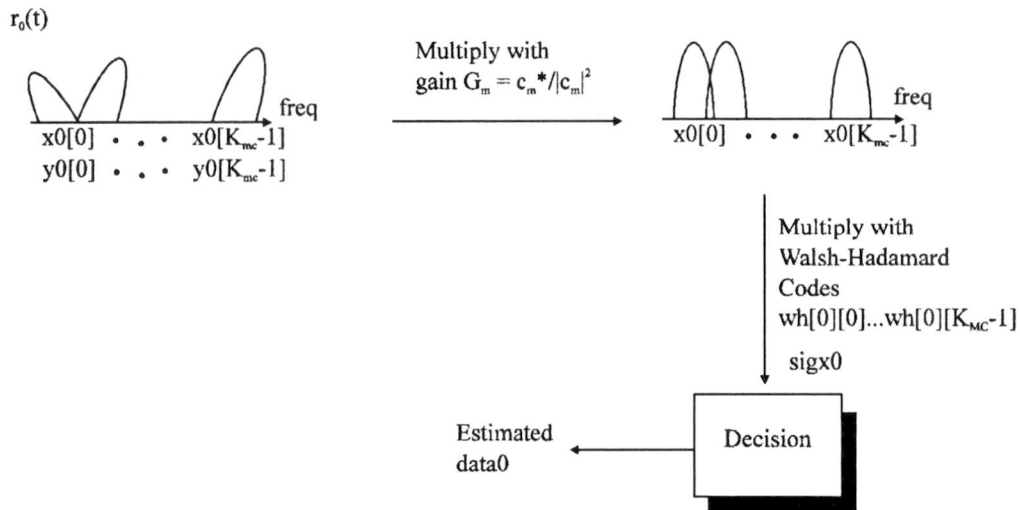 r₀(t)
freq
x0[0] . . . x0[Kmc-1]
y0[0] . . . y0[Kmc-1]
Multiply with
gain Gₘ = cₘ*/|cₘ|²
freq
x0[0] . . . x0[Kmc-1]
Multiply with
Walsh-Hadamard
Codes
wh[0][0]...wh[0][KMC-1]
sigx0
Decision
Estimated
data0